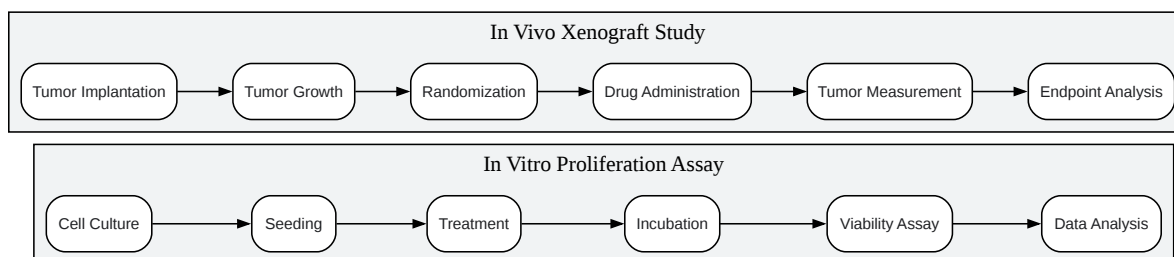 In Vivo Xenograft Study
Tumor Implantation
Tumor Growth
Randomization
Drug Administration
Tumor Measurement
Endpoint Analysis
In Vitro Proliferation Assay
Cell Culture
Seeding
Treatment
Incubation
Viability Assay
Data Analysis